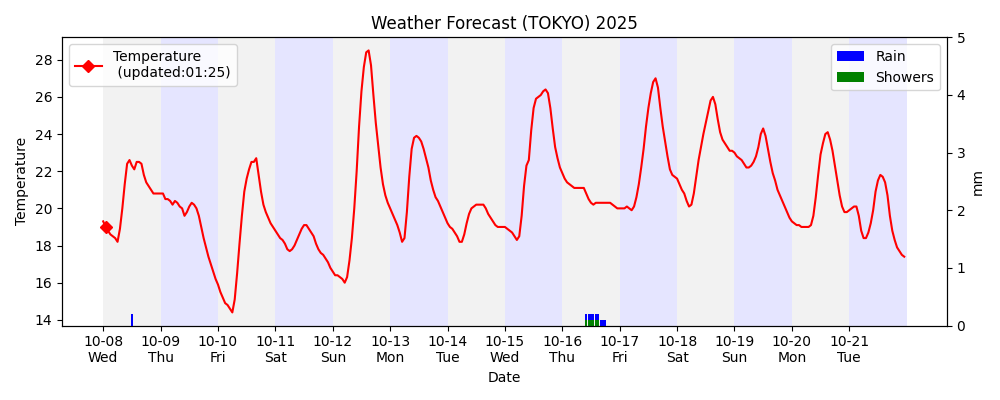 Weather Forecast (TOKYO) 2025
Temperature
(updated:01:25)
Rain
Showers
Temperature
28
26
24
22
20
18
16
14
5
4
3
2
1
0
mm
10-08 10-09 10-10 10-11 10-12 10-13 10-14 10-15 10-16 10-17 10-18 10-19 10-20 10-21
Wed Thu Fri Sat Sun Mon Tue Wed Thu Fri Sat Sun Mon Tue
Date